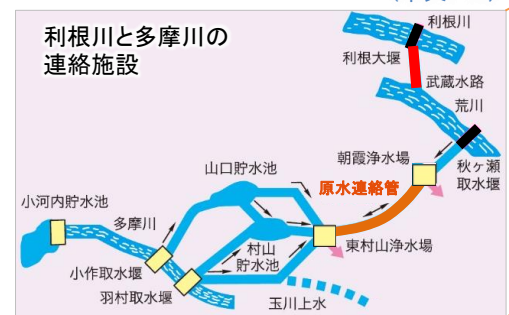 利根川と多摩川の
連絡施設
利根川
利根大堰
武蔵水路
荒川
朝霞浄水場
秋ヶ瀬
取水堰
山口貯水池
原水連絡管
小河内貯水池
多摩川
村山
貯水池
東村山浄水場
小作取水堰
羽村取水堰
玉川上水